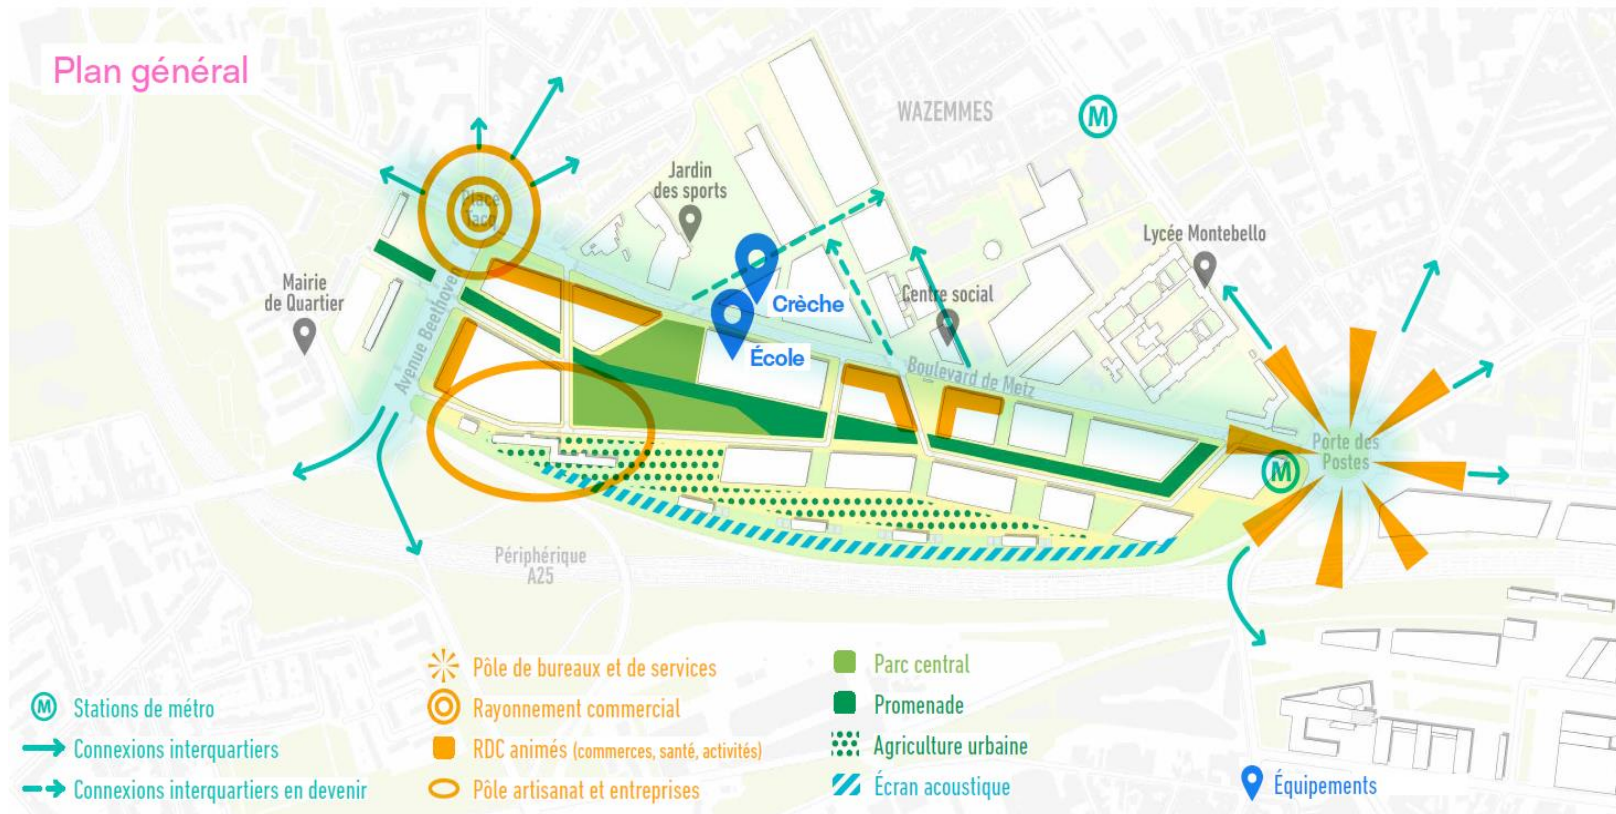 Plan général
WAZEMMES
M
Jardin
des sports
Place
Tacq
Lycée Montebello
Mairie
de Quartier
Avenue Beethoven
Crèche
Centre social
École
Boulevard de Metz
Porte des
Postes
M
Périphérique
A25
Pôle de bureaux et de services
Parc central
M Stations de métro
Rayonnement commercial
Promenade
Connexions interquartiers
RDC animés (commerces, santé, activités)
Agriculture urbaine
Connexions interquartiers en devenir
Pôle artisanat et entreprises
Écran acoustique
Équipements